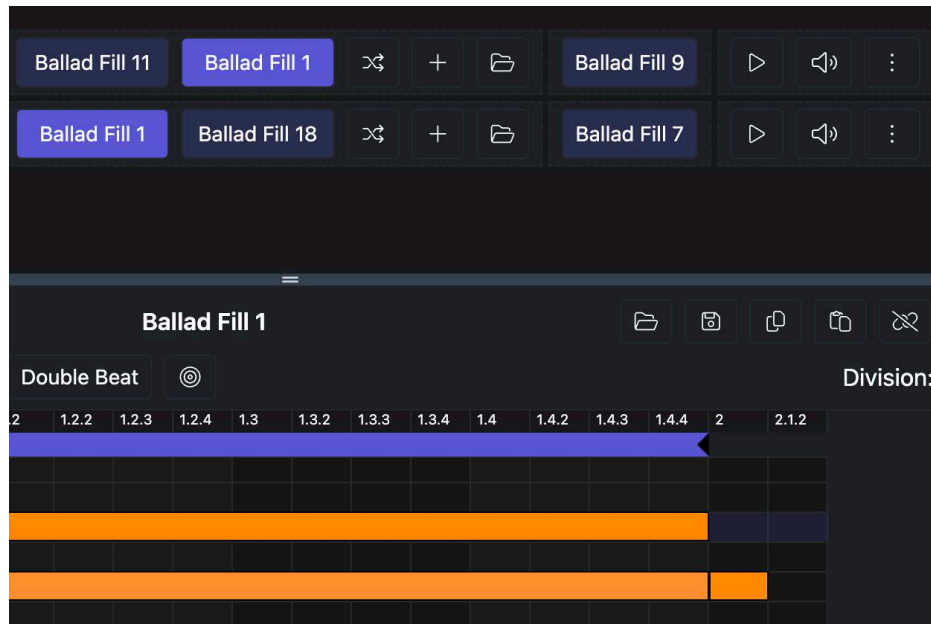 Ballad Fill 11 Ballad Fill 1 Ballad Fill 9
Ballad Fill 1 Ballad Fill 18 Ballad Fill 7
Ballad Fill 1
Double Beat Division:
.2 1.2.2 1.2.3 1.2.4 1.3 1.3.2 1.3.3 1.3.4 1.4 1.4.2 1.4.3 1.4.4 2 2.1.2